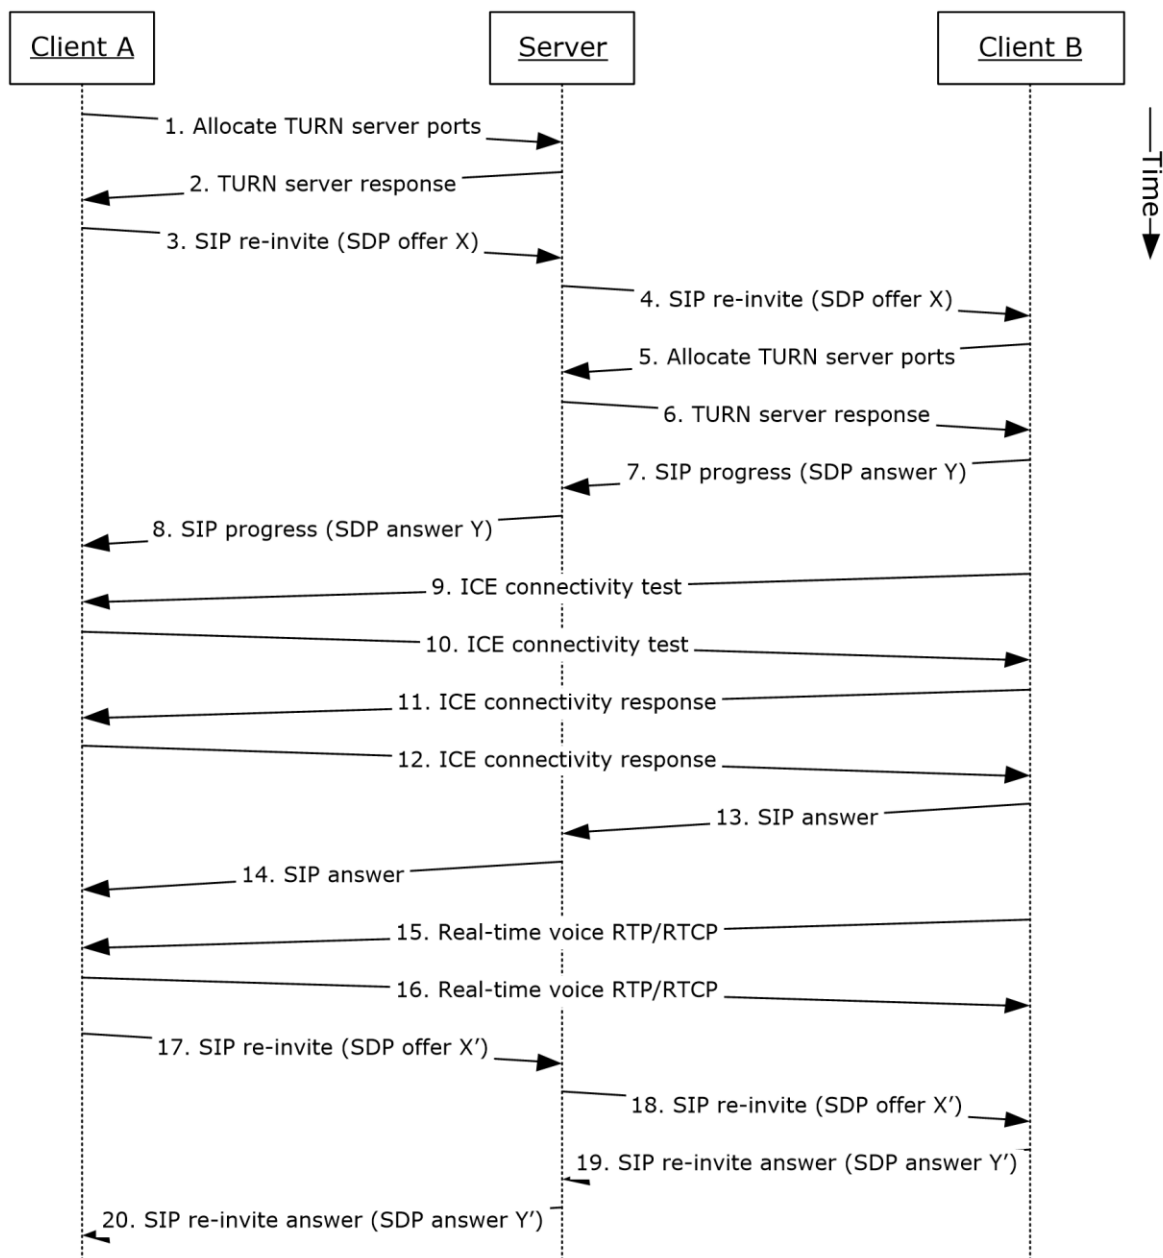 Client A
Server
Client B
Time
1. Allocate TURN server ports
2. TURN server response
3. SIP re-invite (SDP offer X)
4. SIP re-invite (SDP offer X)
5. Allocate TURN server ports
6. TURN server response
7. SIP progress (SDP answer Y)
8. SIP progress (SDP answer Y)
9. ICE connectivity test
10. ICE connectivity test
11. ICE connectivity response
12. ICE connectivity response
13. SIP answer
14. SIP answer
15. Real-time voice RTP/RTCP
16. Real-time voice RTP/RTCP
17. SIP re-invite (SDP offer X’)
18. SIP re-invite (SDP offer X’)
19. SIP re-invite answer (SDP answer Y’)
20. SIP re-invite answer (SDP answer Y’)